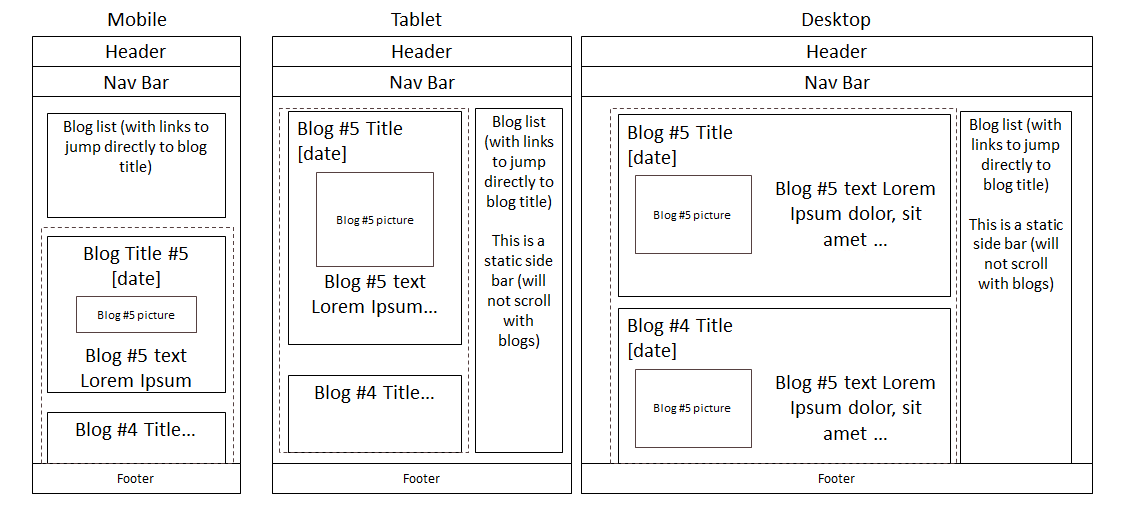 Mobile
Header
Nav Bar
Blog list (with links to
jump directly to blog
title)
Blog Title #5
[date]
Blog #5 picture
Blog #5 text
Lorem Ipsum
Blog #4 Title...
Footer
Tablet
Header
Nav Bar
Blog #5 Title
[date]
Blog #5 picture
Blog #5 text
Lorem Ipsum...
Blog #4 Title...
Blog list
(with links
to jump
directly to
blog title)
This is a
static side
bar (will
not scroll
with
blogs)
Footer
Desktop
Header
Nav Bar
Blog #5 Title
[date]
Blog #5 picture
Blog #5 text Lorem
Ipsum dolor, sit
amet ...
Blog #4 Title
[date]
Blog #5 picture
Blog #5 text Lorem
Ipsum dolor, sit
amet ...
Blog list (with
links to jump
directly to
blog title)
This is a static
side bar (will
not scroll
with blogs)
Footer